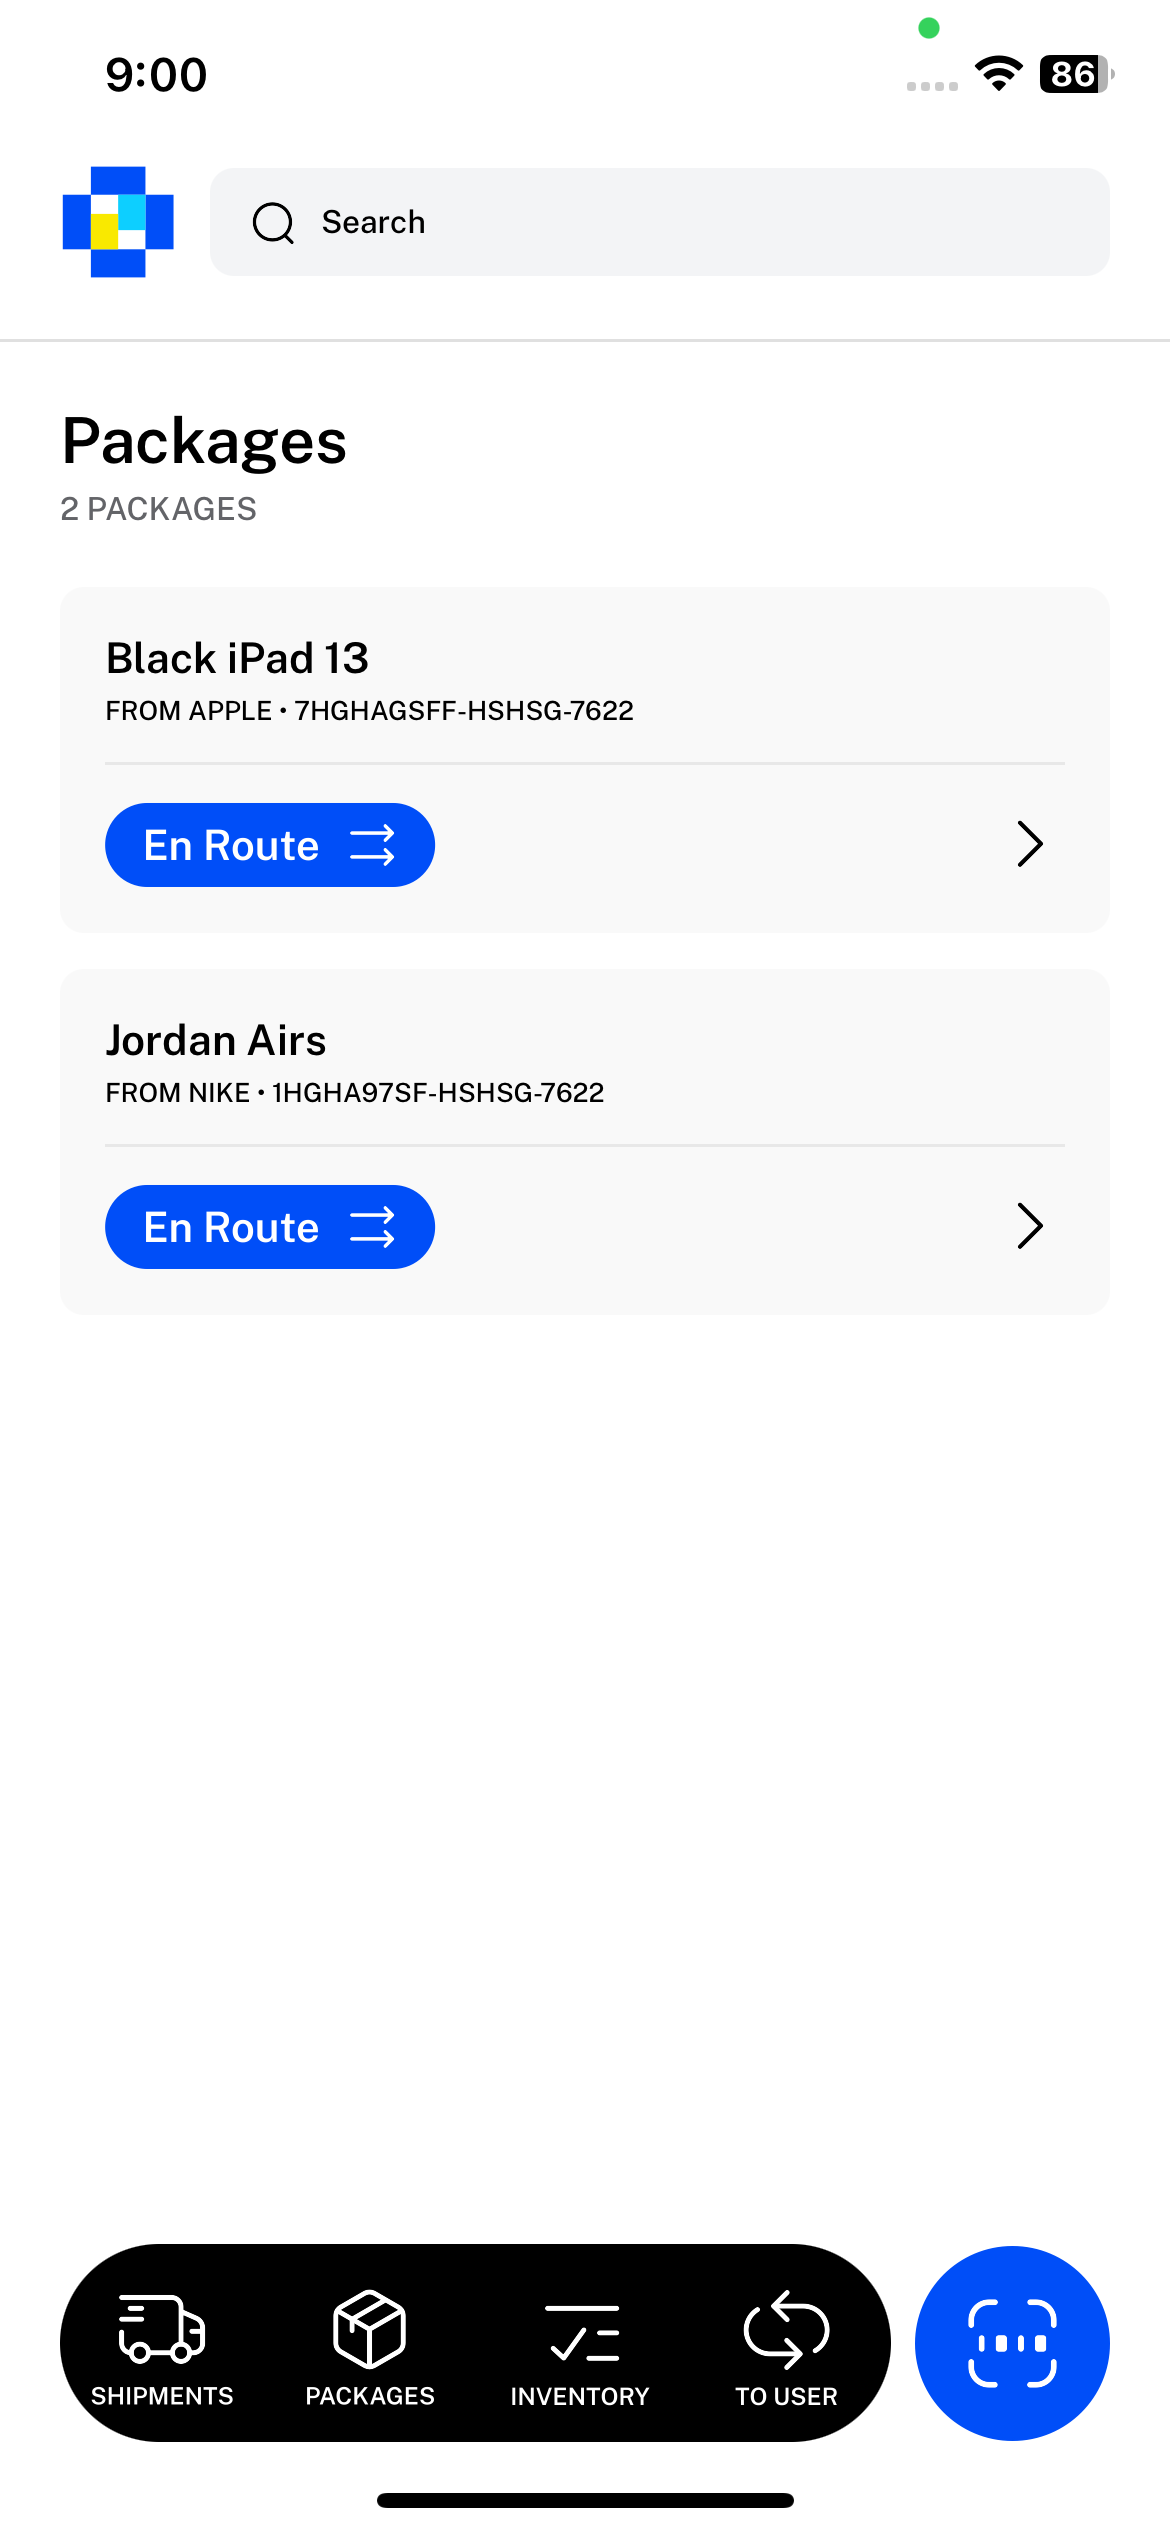 9:00
86
Search
Packages
2 PACKAGES
Black iPad 13
FROM APPLE • 7HGHAGSFF-HSHSG-7622
En Route
Jordan Airs
FROM NIKE • 1HGHA97SF-HSHSG-7622
En Route
SHIPMENTS
PACKAGES
INVENTORY
TO USER